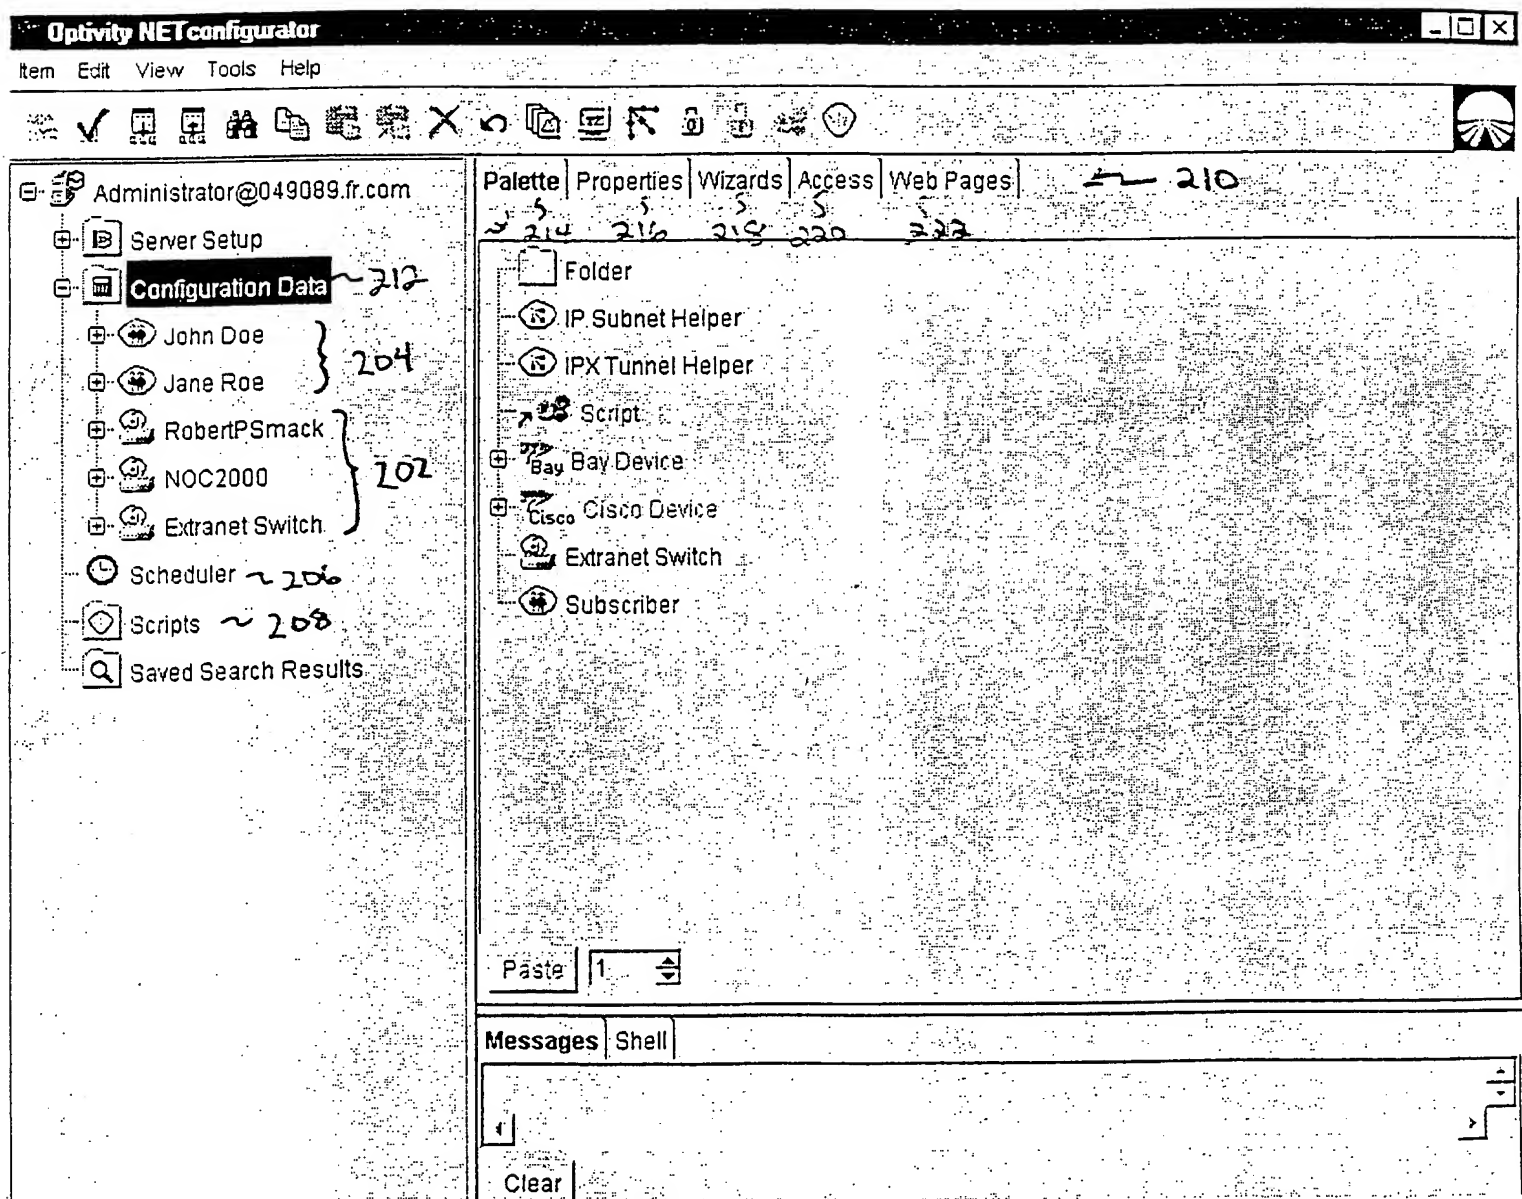 Optivity NETconfigurator
Item Edit View Tools Help
Administrator@049089.fr.com
Server Setup
Configuration Data ~ 212
John Doe
Jane Roe
204
RobertPSmack
NOC2000
Extranet Switch
202
Scheduler ~ 206
Scripts ~ 208
Saved Search Results
Palette Properties Wizards Access Web Pages 210
214 216 218 220 222
Folder
IP Subnet Helper
IPX Tunnel Helper
Script
Bay Bay Device
Cisco Cisco Device
Extranet Switch
Subscriber
Paste 1
Messages Shell
Clear